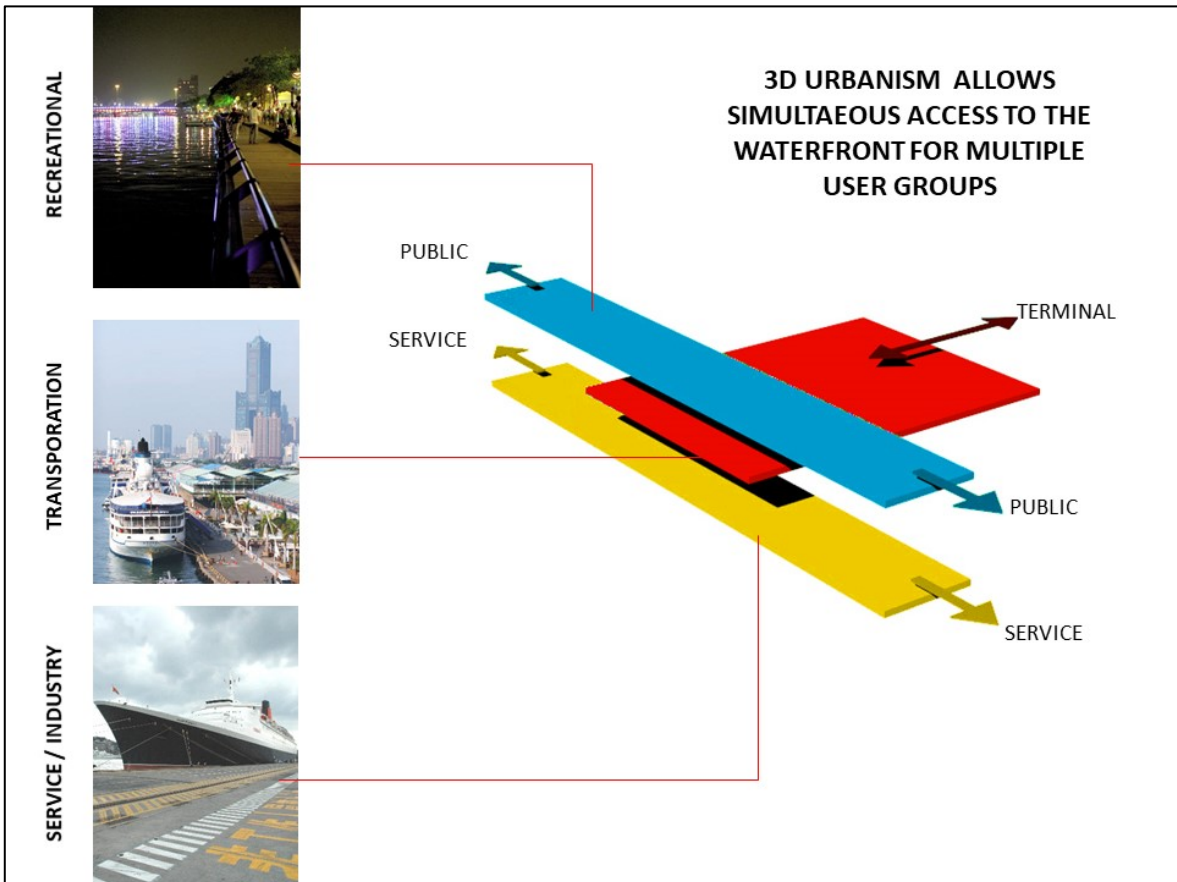 RECREATIONAL
TRANSPORATION
SERVICE / INDUSTRY
3D URBANISM ALLOWS
SIMULTAEOUS ACCESS TO THE
WATERFRONT FOR MULTIPLE
USER GROUPS
PUBLIC
SERVICE
TERMINAL
PUBLIC
SERVICE